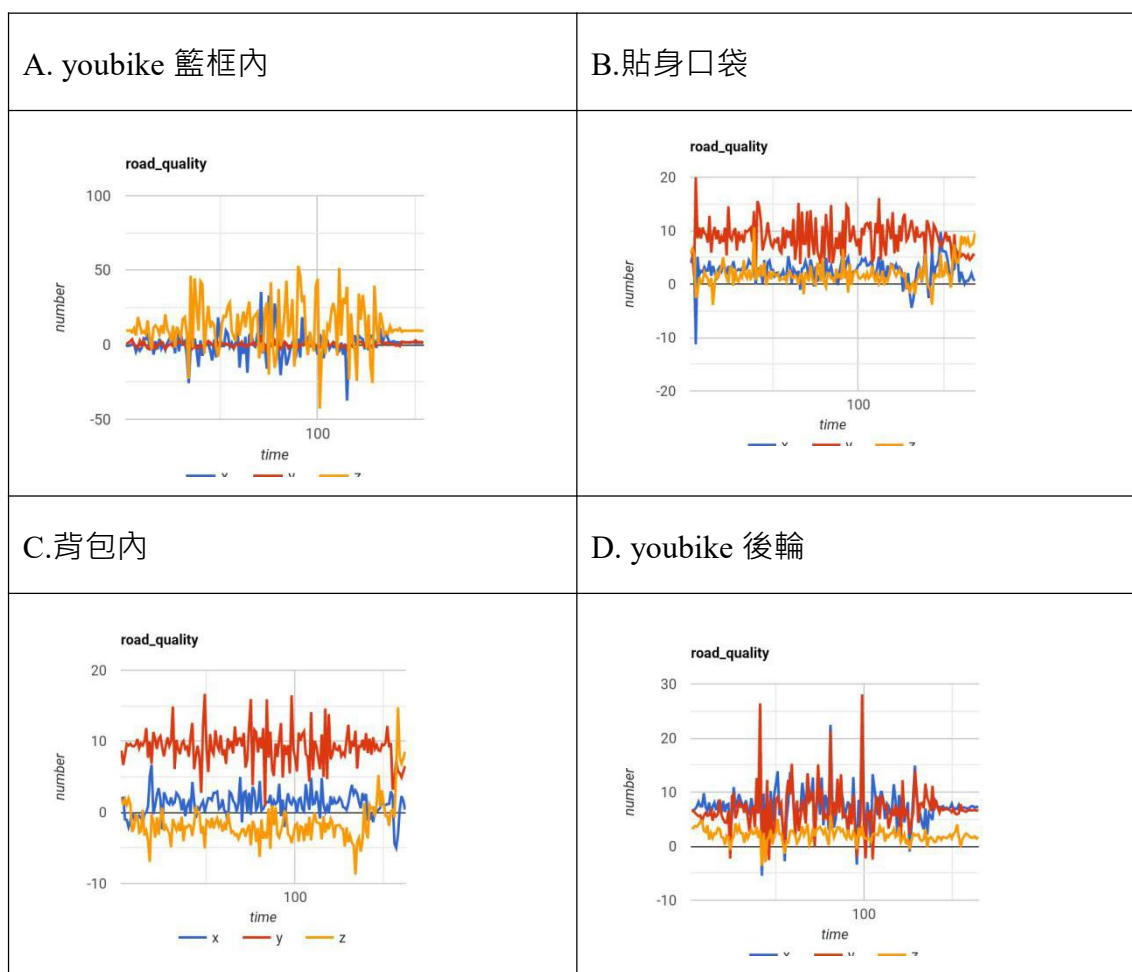 A. youbike 籃框內
B.貼身口袋
road_quality
100
50
0
-50
number
100
time
x y z
road_quality
20
10
0
-10
-20
number
100
time
x y z
C.背包內
D. youbike 後輪
road_quality
20
10
0
-10
number
100
time
x y z
road_quality
30
20
10
0
-10
number
100
time
x y z